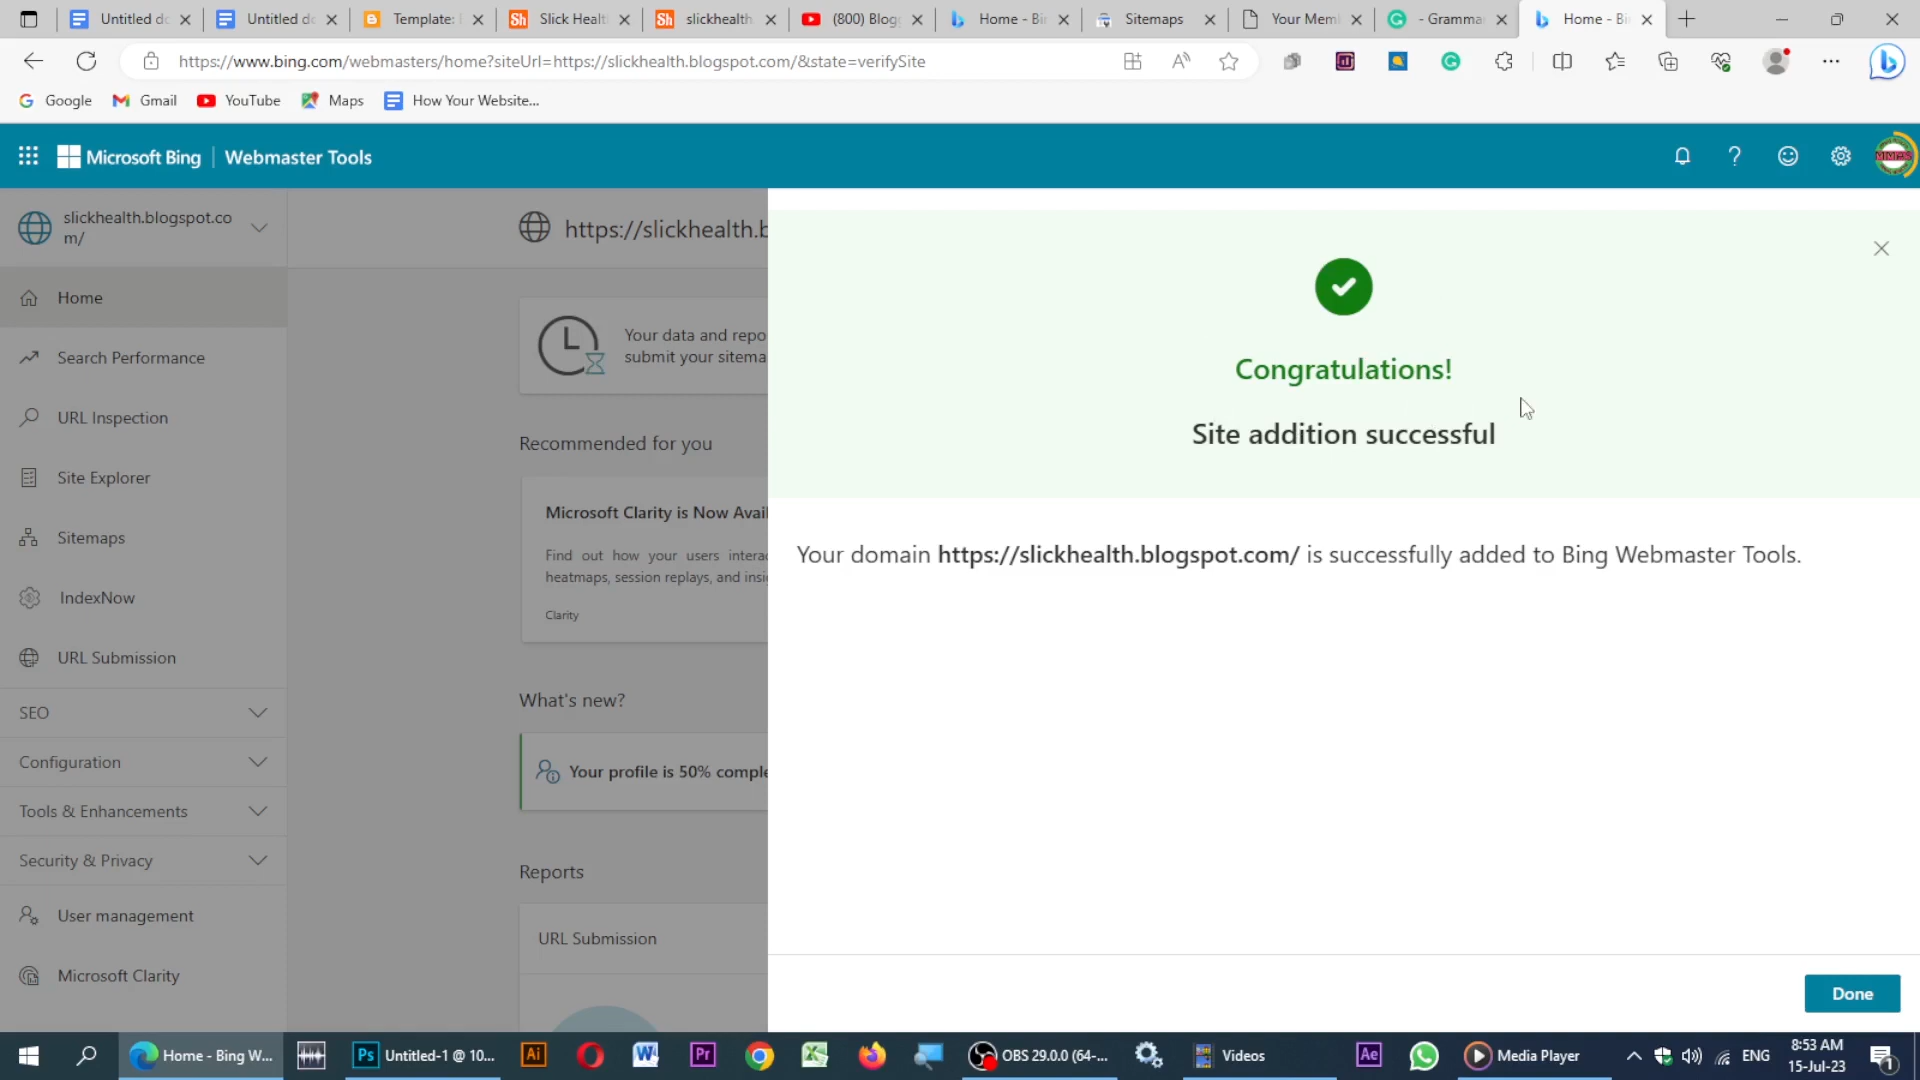 Untitled do
Untitled do
Template:
Slick Healt
slickhealth.
(800) Blog
Home - Bi
Sitemaps
Your Mem
- Gramma
Home - Bi
https://www.bing.com/webmasters/home?siteUrl=https://slickhealth.blogspot.com/&state=verifySite
Google
Gmail
YouTube
Maps
How Your Website...
Microsoft Bing
Webmaster Tools
MMPS
slickhealth.blogspot.co
m/
https://slickhealth.b
Home
Search Performance
URL Inspection
Site Explorer
Sitemaps
IndexNow
URL Submission
SEO
Configuration
Tools & Enhancements
Security & Privacy
User management
Microsoft Clarity
Your data and repo
submit your sitema
Recommended for you
Microsoft Clarity is Now Avail
Find out how your users interac
heatmaps, session replays, and insi
Clarity
What's new?
Your profile is 50% comple
Reports
URL Submission
Congratulations!
Site addition successful
Your domain https://slickhealth.blogspot.com/ is successfully added to Bing Webmaster Tools.
Done
Home - Bing W...
Untitled-1 @ 10...
OBS 29.0.0 (64-...
Videos
Media Player
ENG
8:53 AM
15-Jul-23